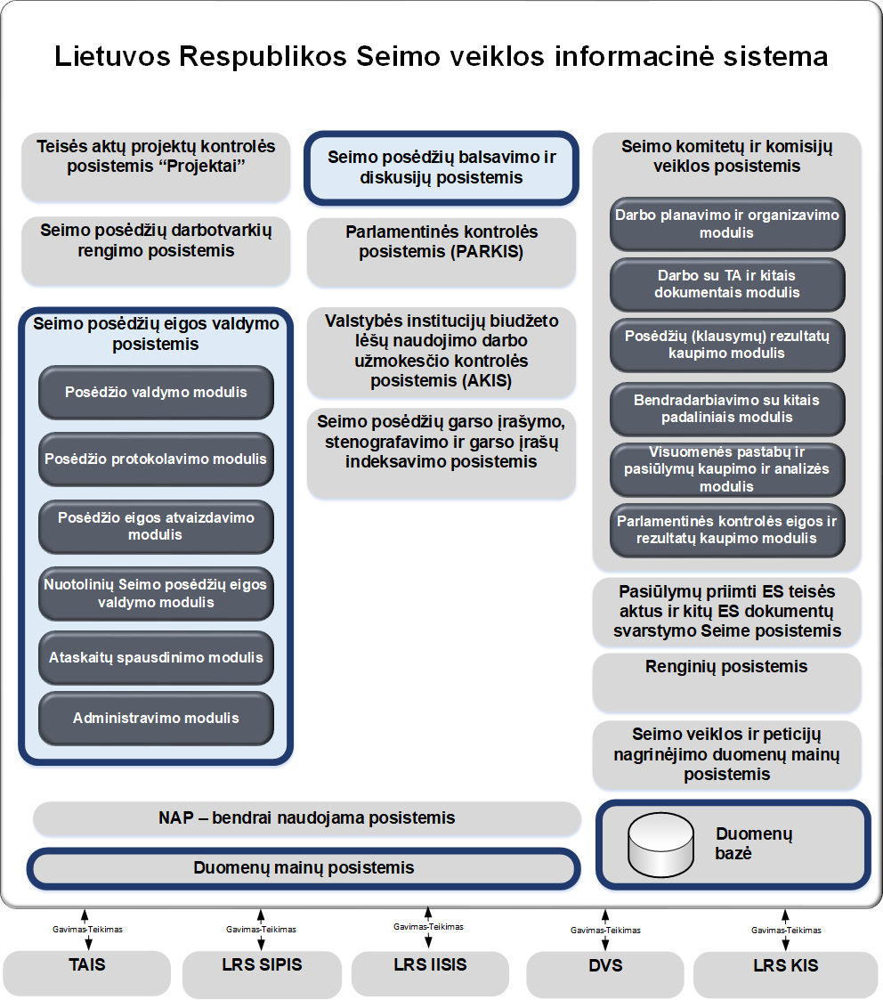 Lietuvos Respublikos Seimo veiklos informacinė sistema
Teisės aktų projektų kontrolės
posistemis “Projektai”
Seimo posėdžių darbotvarkių
rengimo posistemis
Seimo posėdžių eigos valdymo
posistemis
Posėdžio valdymo modulis
Posėdžio protokolavimo modulis
Posėdžio eigos atvaizdavimo
modulis
Nuotolinių Seimo posėdžių eigos
valdymo modulis
Ataskaitų spausdinimo modulis
Administravimo modulis
Seimo posėdžių balsavimo ir
diskusijų posistemis
Parlamentinės kontrolės
posistemis (PARKIS)
Valstybės institucijų biudžeto
lėšų naudojimo darbo
užmokesčio kontrolės
posistemis (AKIS)
Seimo posėdžių garso įrašymo,
stenografavimo ir garso įrašų
indeksavimo posistemis
Seimo komitetų ir komisijų
veiklos posistemis
Darbo planavimo ir organizavimo
modulis
Darbo su TA ir kitais
dokumentais modulis
Posėdžių (klausymų) rezultatų
kaupimo modulis
Bendradarbiavimo su kitais
padaliniais modulis
Visuomenės pastabų ir
pasiūlymų kaupimo ir analizės
modulis
Parlamentinės kontrolės eigos ir
rezultatų kaupimo modulis
Pasiūlymų priimti ES teisės
aktus ir kitų ES dokumentų
svarstymo Seime posistemis
Renginių posistemis
Seimo veiklos ir peticijų
nagrinėjimo duomenų mainų
posistemis
NAP – bendrai naudojama posistemis
Duomenų mainų posistemis
Duomenų
bazė
Gavimas-Teikimas
Gavimas-Teikimas
Gavimas-Teikimas
Gavimas-Teikimas
Gavimas-Teikimas
TAIS
LRS SIPIS
LRS IISIS
DVS
LRS KIS